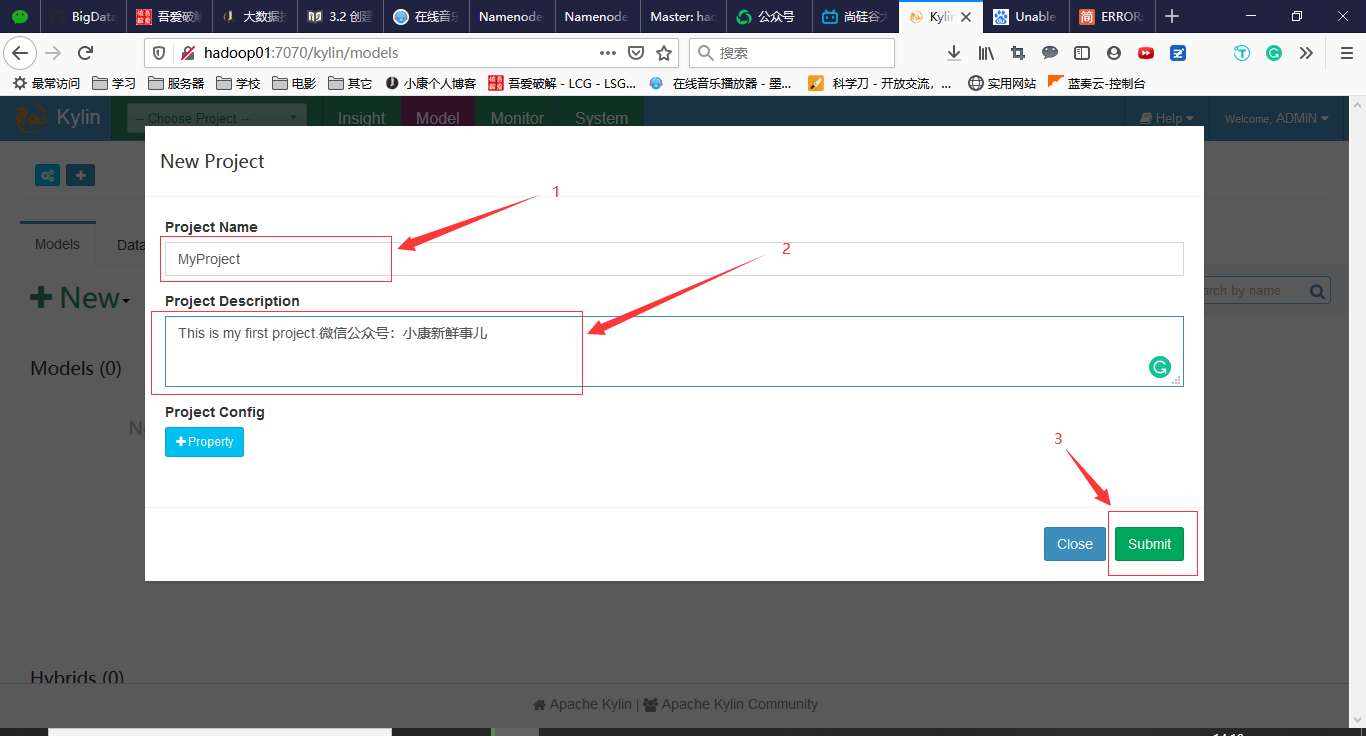 BigData
吾爱破解
大数据技
3.2 创建
在线音乐
Namenode
Namenode
Master: had
公众号
尚硅谷大
Kylin
Unable
简
ERROR:
hadoop01:7070/kylin/models
搜索
最常访问
学习
服务器
学校
电影
其它
小康个人博客
吾爱破解 - LCG - LSG...
在线音乐播放器 - 墨...
科学刀 - 开放交流，...
实用网站
蓝奏云-控制台
Kylin
-- Choose Project --
Insight
Model
Monitor
System
Help
Welcome, ADMIN
New Project
1
Project Name
2
Models
Data
MyProject
New
Project Description
arch by name
This is my first project.微信公众号：小康新鲜事儿
Models (0)
Project Config
Property
3
Close
Submit
Hybrids (0)
Apache Kylin | Apache Kylin Community